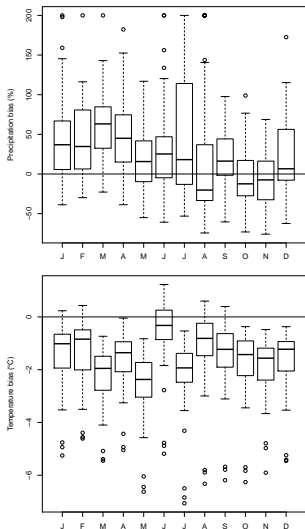 Precipitation bias (%)
200
150
100
50
0
−50
J F M A M J J A S O N D
Temperature bias (°C)
0
−2
−4
−6
J F M A M J J A S O N D